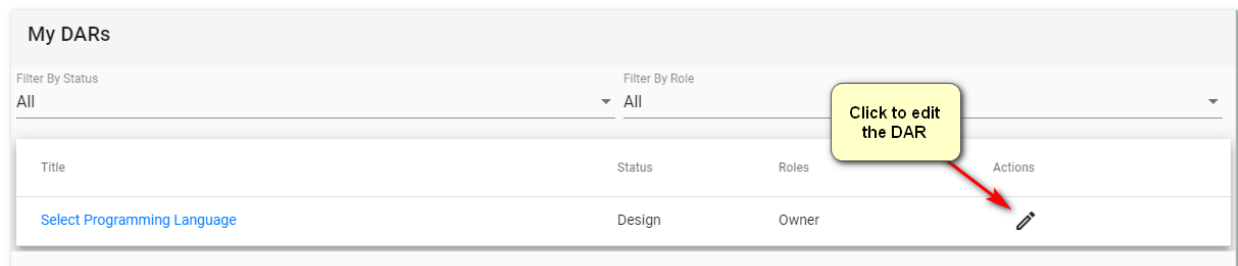 My DARs
Filter By Status
Filter By Role
All
All
Click to edit
the DAR
Title
Status
Roles
Actions
Select Programming Language
Design
Owner